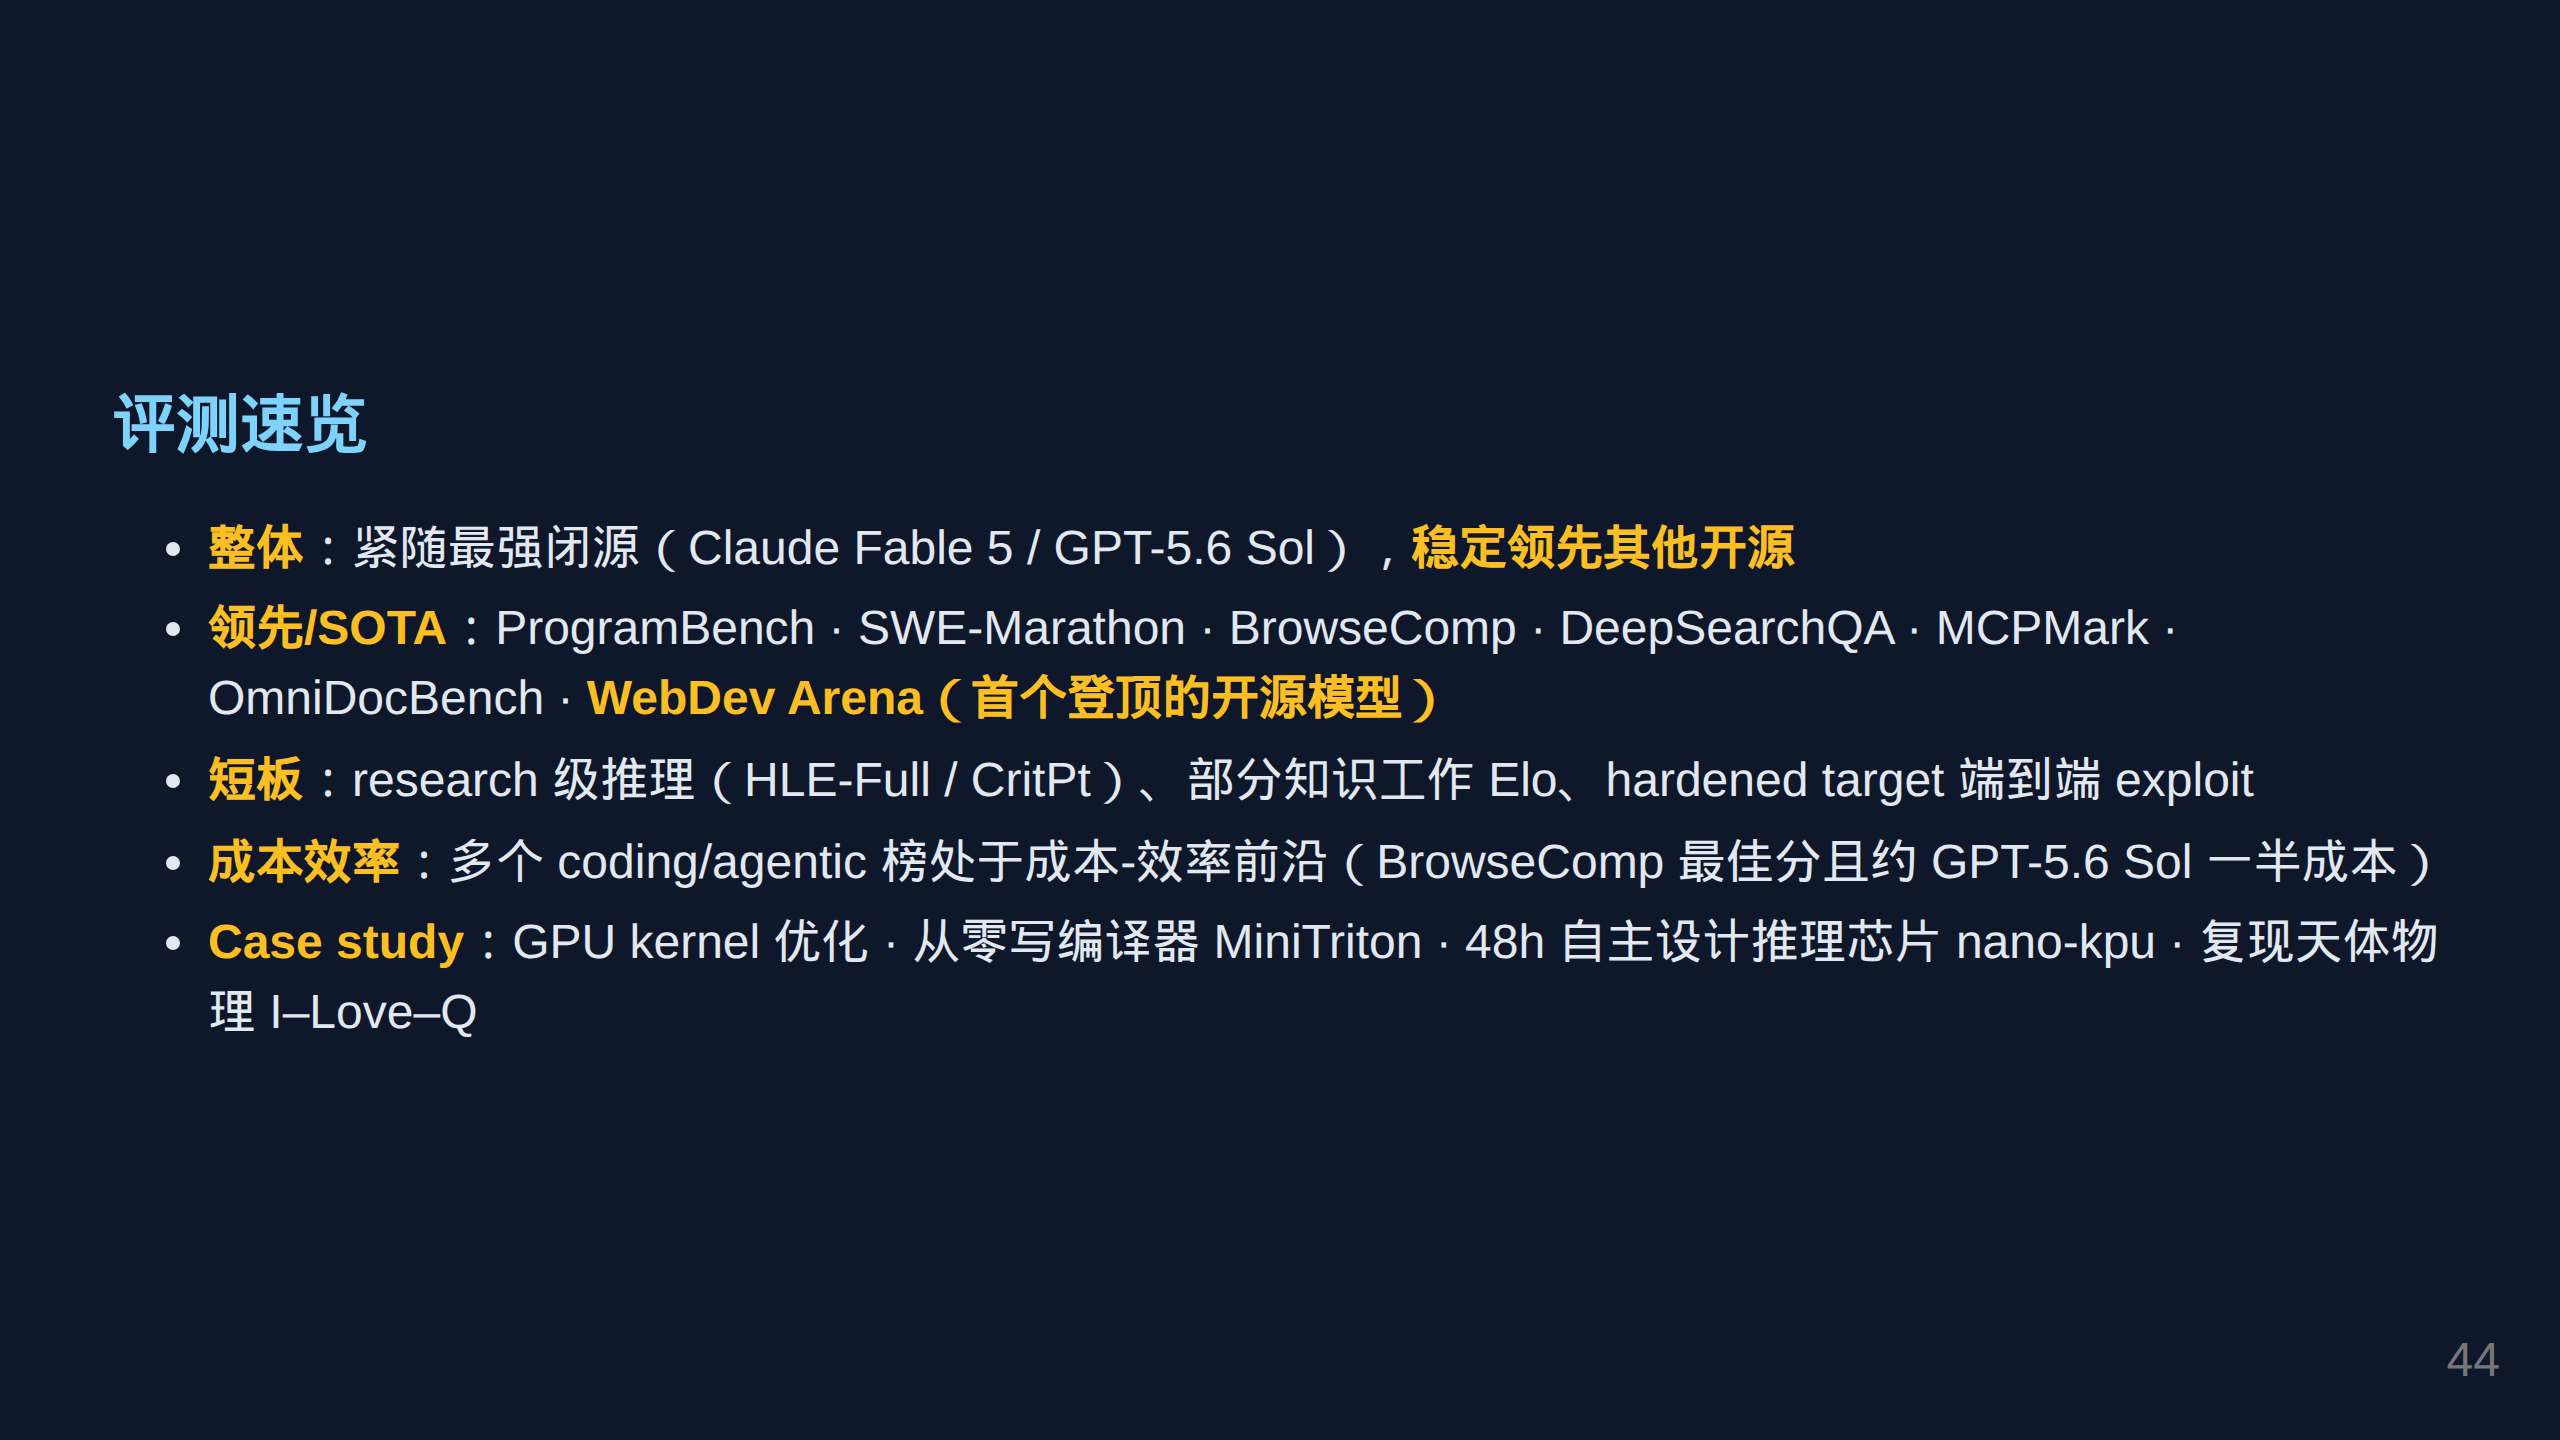 评测速览
• 整体：紧随最强闭源（Claude Fable 5 / GPT-5.6 Sol），稳定领先其他开源
• 领先/SOTA：ProgramBench · SWE-Marathon · BrowseComp · DeepSearchQA · MCPMark ·
OmniDocBench · WebDev Arena（首个登顶的开源模型）
• 短板：research 级推理（HLE-Full / CritPt）、部分知识工作 Elo、hardened target 端到端 exploit
• 成本效率：多个 coding/agentic 榜处于成本-效率前沿（BrowseComp 最佳分且约 GPT-5.6 Sol 一半成本）
• Case study：GPU kernel 优化 · 从零写编译器 MiniTriton · 48h 自主设计推理芯片 nano-kpu · 复现天体物
理 I–Love–Q
44